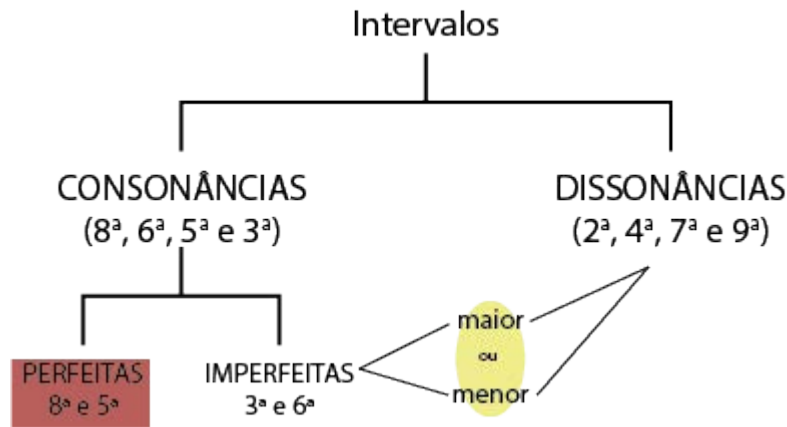 Intervalos
CONSONÂNCIAS
(8ª, 6ª, 5ª e 3ª)
DISSONÂNCIAS
(2ª, 4ª, 7ª e 9ª)
PERFEITAS
8ª e 5ª
IMPERFEITAS
3ª e 6ª
maior
ou
menor